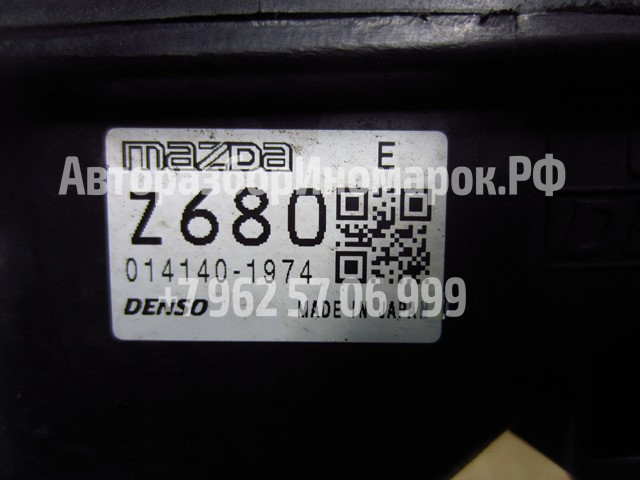 mazda E
АвторазборИномарок.РФ
Z680
014140-1974
+7962 57 06 999
DENSO MADE IN JAPAN